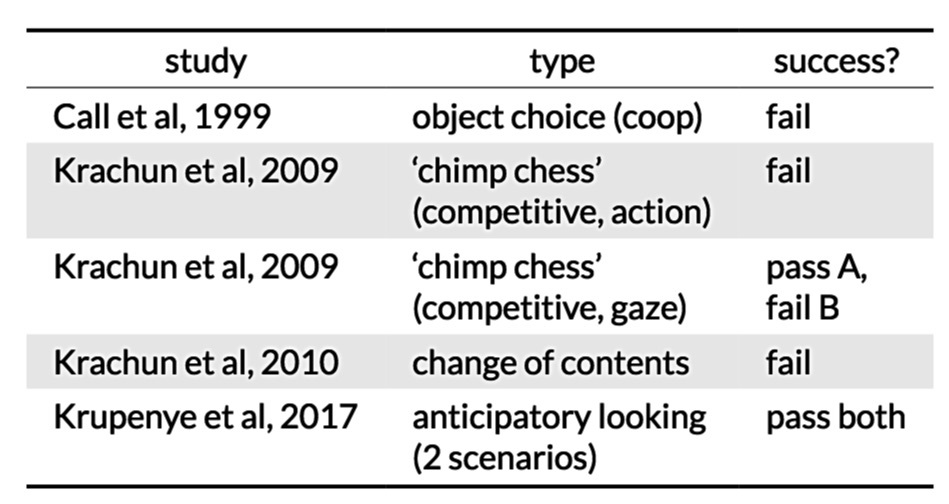 study type success?
Call et al, 1999 object choice (coop) fail
Krachun et al, 2009 ‘chimp chess’ fail
(competitive, action)
Krachun et al, 2009 ‘chimp chess’ pass A,
(competitive, gaze) fail B
Krachun et al, 2010 change of contents fail
Krupenye et al, 2017 anticipatory looking pass both
(2 scenarios)